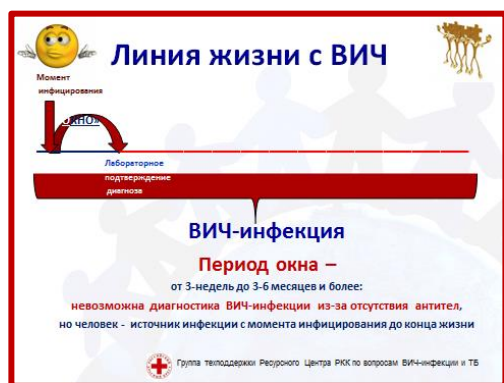 Линия жизни с ВИЧ
Момент
инфицирования
«ОКНО»
Лабораторное
подтверждение
диагноза
ВИЧ-инфекция
Период окна –
от 3-недель до 3-6 месяцев и более:
невозможна диагностика ВИЧ-инфекции из-за отсутствия антител,
но человек - источник инфекции с момента инфицирования до конца жизни
Группа техподдержки Ресурсного Центра РКК по вопросам ВИЧ-инфекции и ТБ